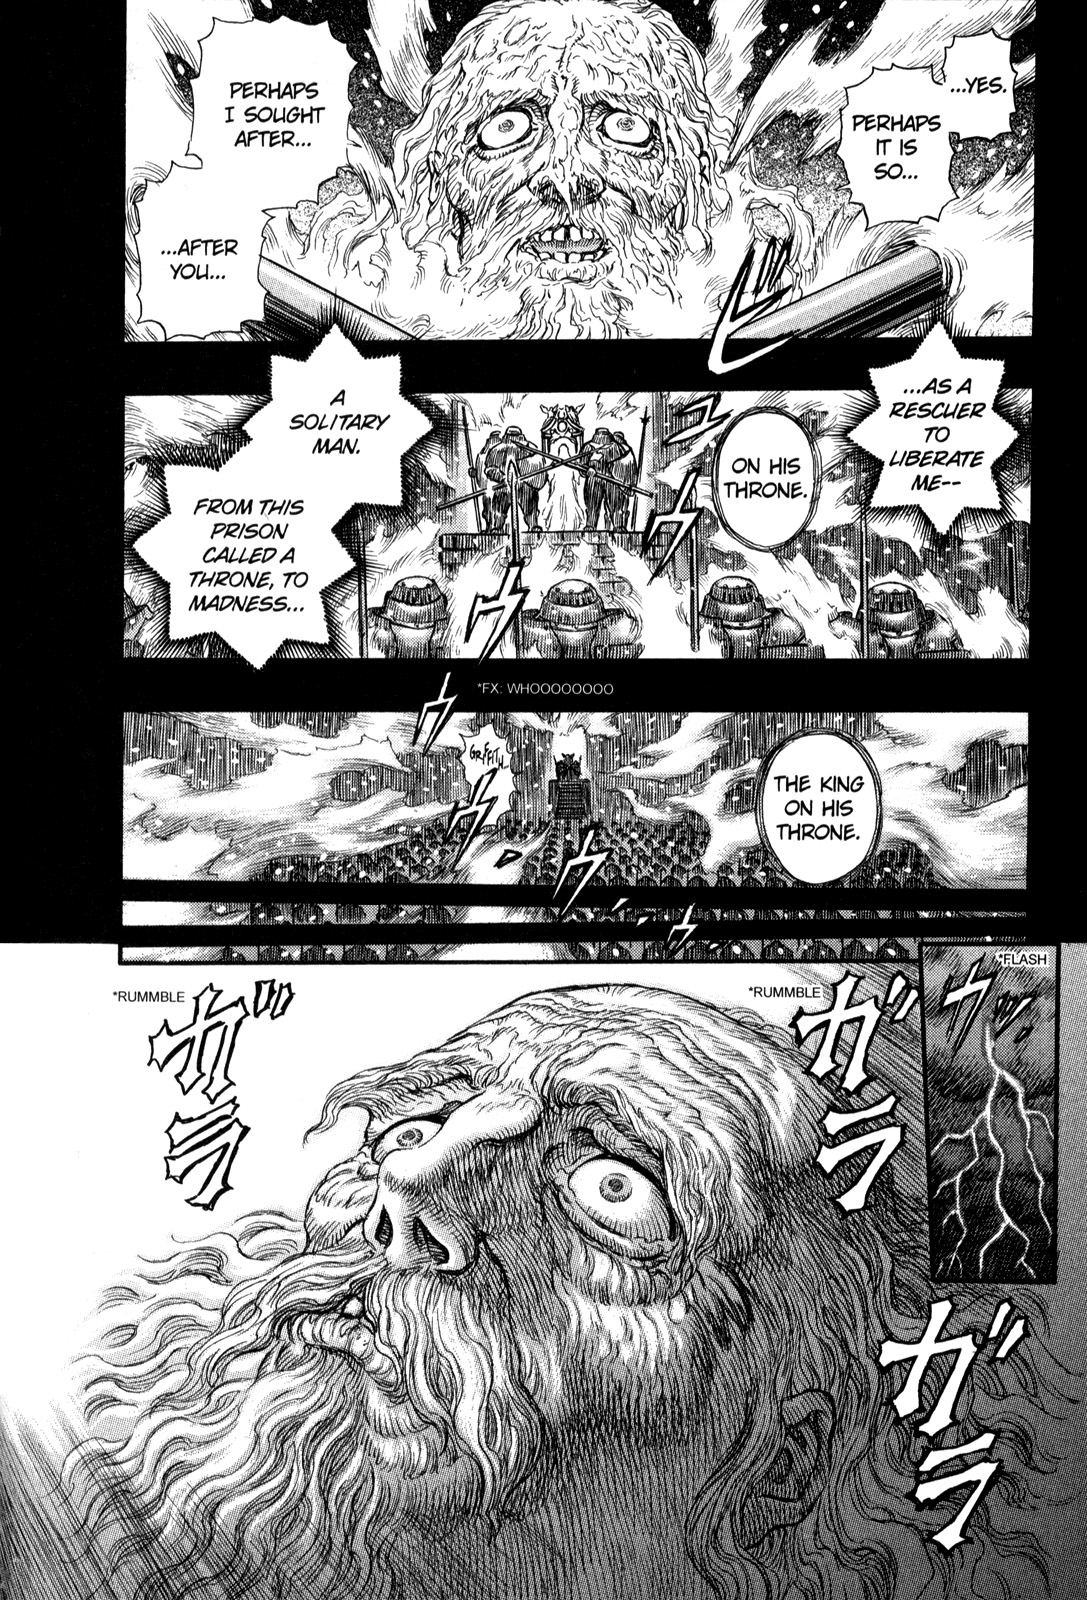 ...YES.
PERHAPS
IT IS
SO...
PERHAPS
I SOUGHT
AFTER...
...AFTER
YOU...
ビュ
ウ
ウ
ウ
ウ
ウ
...AS A
RESCUER
TO
LIBERATE
ME--
ON HIS
THRONE.
A
SOLITARY
MAN.
FROM THIS
PRISON
CALLED A
THRONE, TO
MADNESS...
*FX: WHOOOOOOOO
THE KING
ON HIS
THRONE.
GRIFFITH...
*FLASH
カッ
*RUMMBLE
ガ
ラ
ガ
ラ
*RUMMBLE
ガガ
ラ